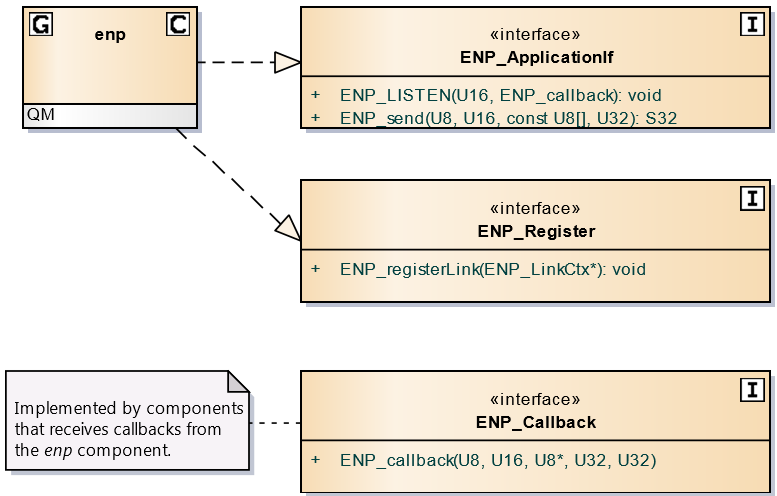 G
enp
C
QM
I
«interface»
ENP_ApplicationIf
+ ENP_LISTEN(U16, ENP_callback): void
+ ENP_send(U8, U16, const U8[], U32): S32
I
«interface»
ENP_Register
+ ENP_registerLink(ENP_LinkCtx*): void
Implemented by components
that receives callbacks from
the enp component.
I
«interface»
ENP_Callback
+ ENP_callback(U8, U16, U8*, U32, U32)